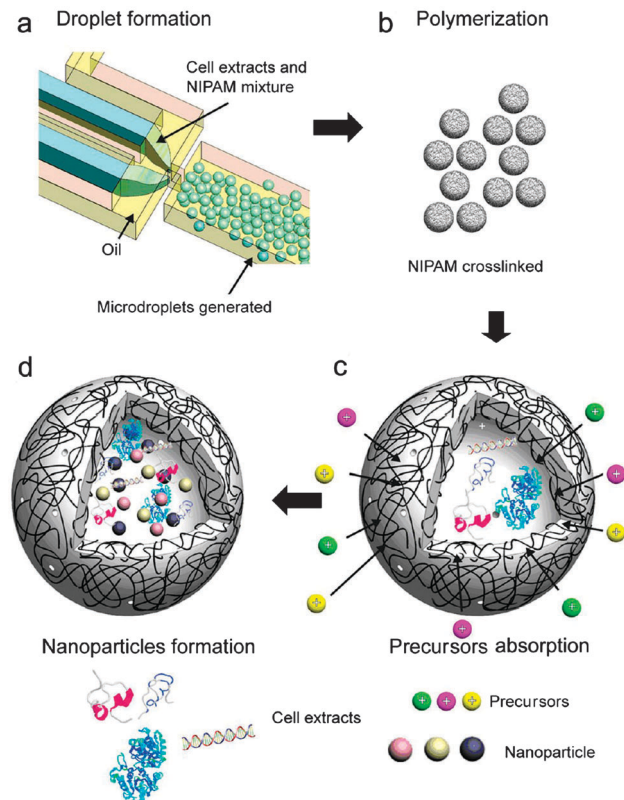 a Droplet formation
Cell extracts and
NIPAM mixture
Oil
Microdroplets generated
b Polymerization
NIPAM crosslinked
c
+
+
+
+
+
+
+
+
+
Precursors absorption
d
Nanoparticles formation
Cell extracts
+ + + Precursors
Nanoparticle